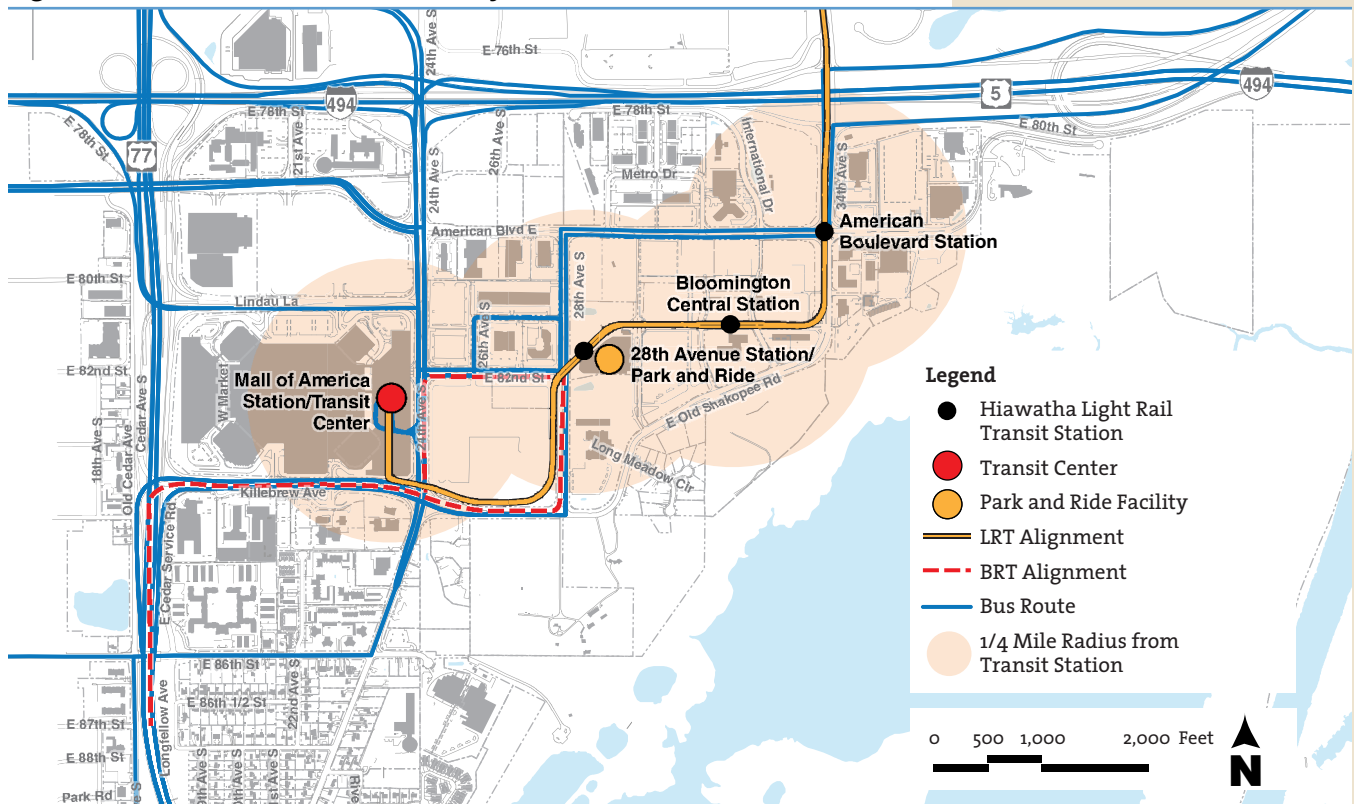 24th Ave S
E 76th St
494
5
494
E 78th St
E 78th St
E 78th St
E 80th St
77
21st Ave
26th Ave S
24th Ave S
International Dr
34th Ave S
Metro Dr
American Blvd E
American
Boulevard Station
28th Ave S
Bloomington
Central Station
E 80th St
Lindau La
26th Ave S
28th Avenue Station/
Park and Ride
E 82nd St
E 82nd St
W Market
Mall of America
Station/Transit
Center
24th Ave S
E Old Shakopee Rd
Long Meadow Cir
Cedar Ave S
Old Cedar Ave
18th Ave S
Killebrew Ave
E Cedar Service Rd
E 86th St
E 86th 1/2 St
22nd Ave S
Longfellow Ave
E 87th St
E 88th St
Park Rd
Legend
Hiawatha Light Rail
Transit Station
Transit Center
Park and Ride Facility
LRT Alignment
BRT Alignment
Bus Route
1/4 Mile Radius from
Transit Station
0 500 1,000 2,000 Feet
N